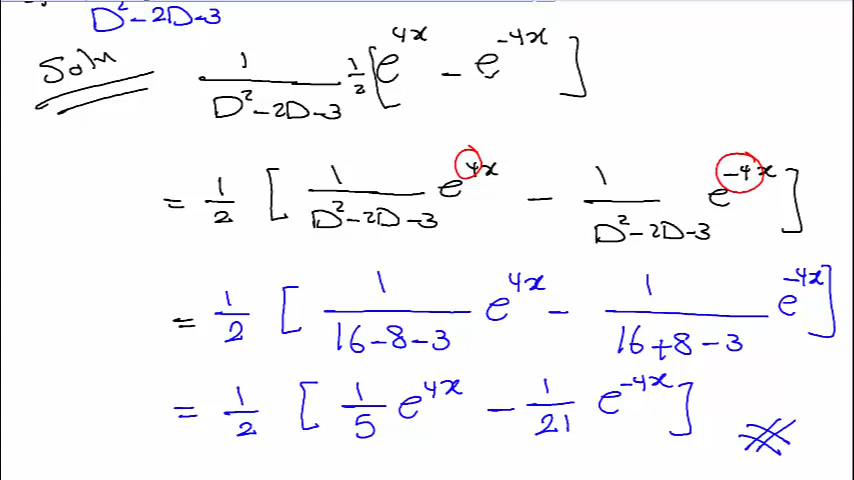 D²-2D-3
Soln 1/(D²-2D-3) 1/2 [e^{4x} - e^{-4x}]
= 1/2 [1/(D²-2D-3) e^{4x} - 1/(D²-2D-3) e^{-4x}]
= 1/2 [1/(16-8-3) e^{4x} - 1/(16+8-3) e^{-4x}]
= 1/2 [1/5 e^{4x} - 1/21 e^{-4x}]